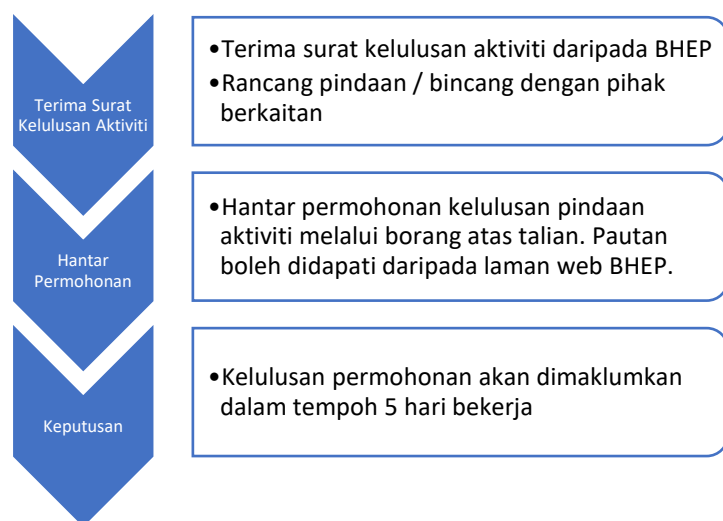 Terima Surat
Kelulusan Aktiviti
•Terima surat kelulusan aktiviti daripada BHEP
•Rancang pindaan / bincang dengan pihak
berkaitan
Hantar
Permohonan
•Hantar permohonan kelulusan pindaan
aktiviti melalui borang atas talian. Pautan
boleh didapati daripada laman web BHEP.
Keputusan
•Kelulusan permohonan akan dimaklumkan
dalam tempoh 5 hari bekerja